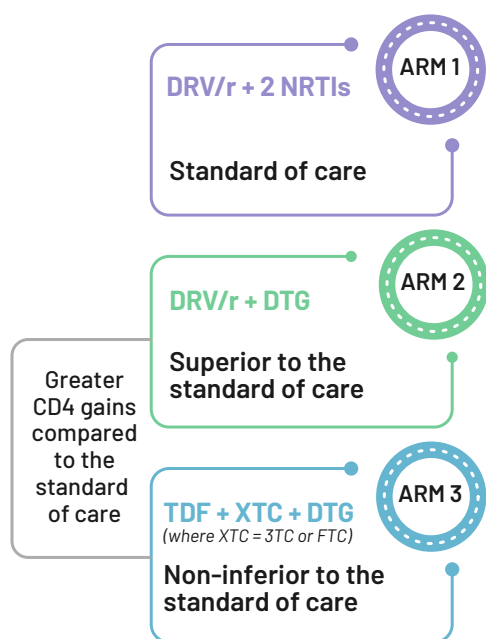 ARM 1
DRV/r + 2 NRTIs
Standard of care
ARM 2
DRV/r + DTG
Superior to the
standard of care
Greater
CD4 gains
compared
to the
standard
of care
ARM 3
TDF + XTC + DTG
(where XTC = 3TC or FTC)
Non-inferior to the
standard of care